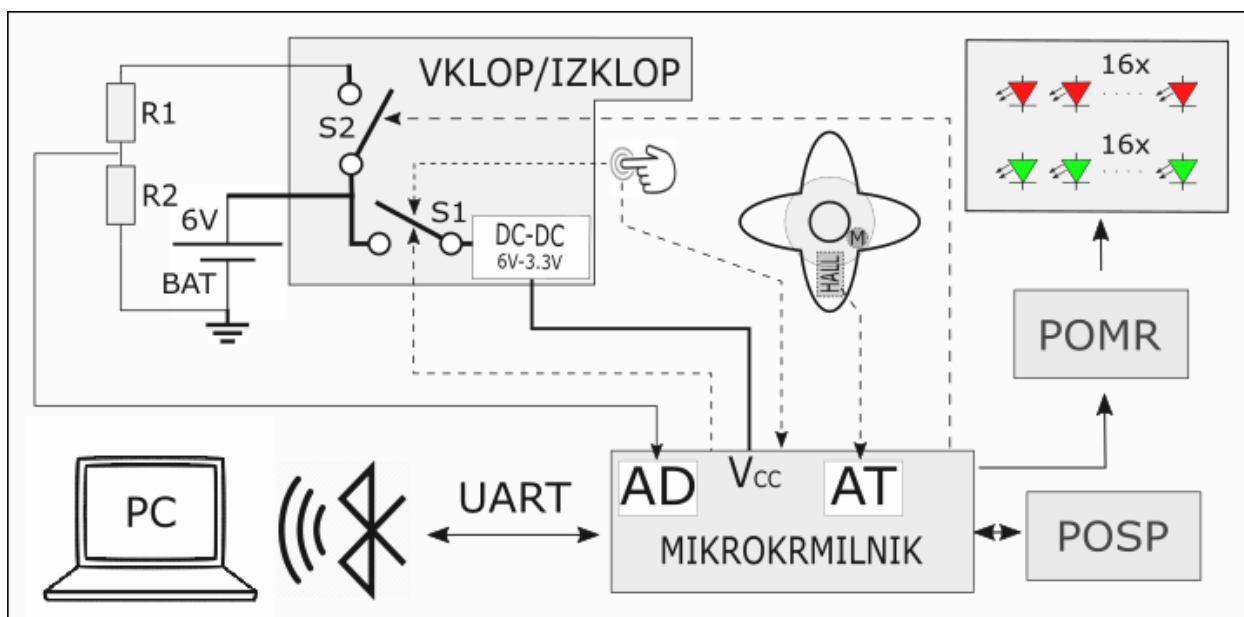 VKLOP/IZKLOP
R1
S2
R2
6V
S1
BAT
DC-DC
6V-3.3V
M
HALL
16x
16x
POMR
PC
UART
AD
VCC
AT
MIKROKRMILNIK
POSP